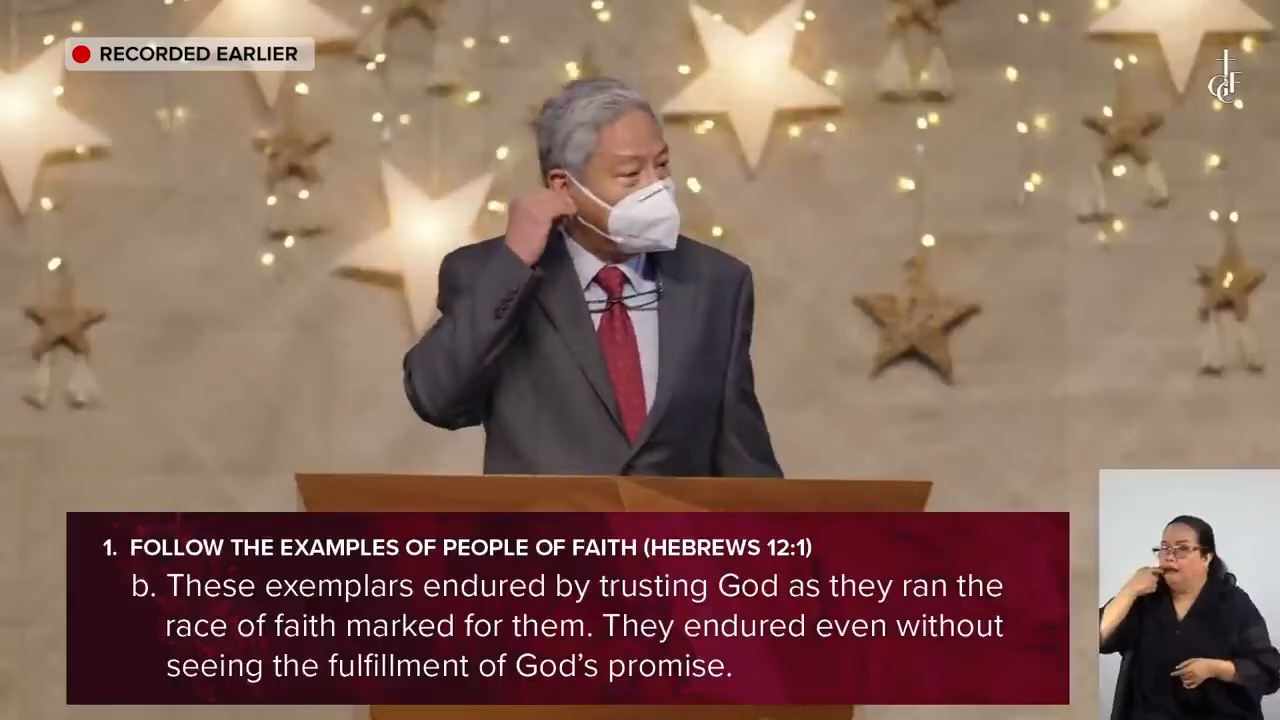 RECORDED EARLIER
1. FOLLOW THE EXAMPLES OF PEOPLE OF FAITH (HEBREWS 12:1)
b. These exemplars endured by trusting God as they ran the
race of faith marked for them. They endured even without
seeing the fulfillment of God's promise.